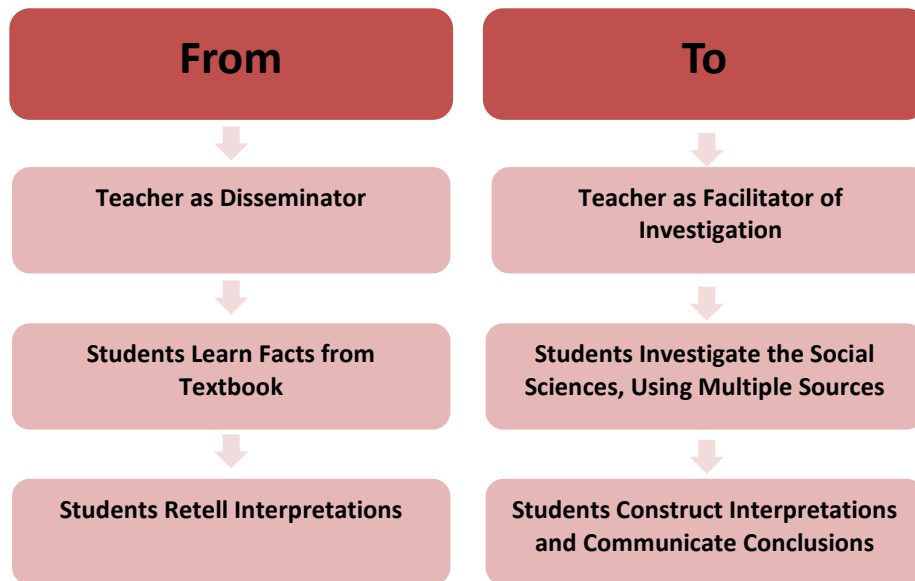 From
Teacher as Disseminator
Students Learn Facts from
Textbook
Students Retell Interpretations
To
Teacher as Facilitator of
Investigation
Students Investigate the Social
Sciences, Using Multiple Sources
Students Construct Interpretations
and Communicate Conclusions